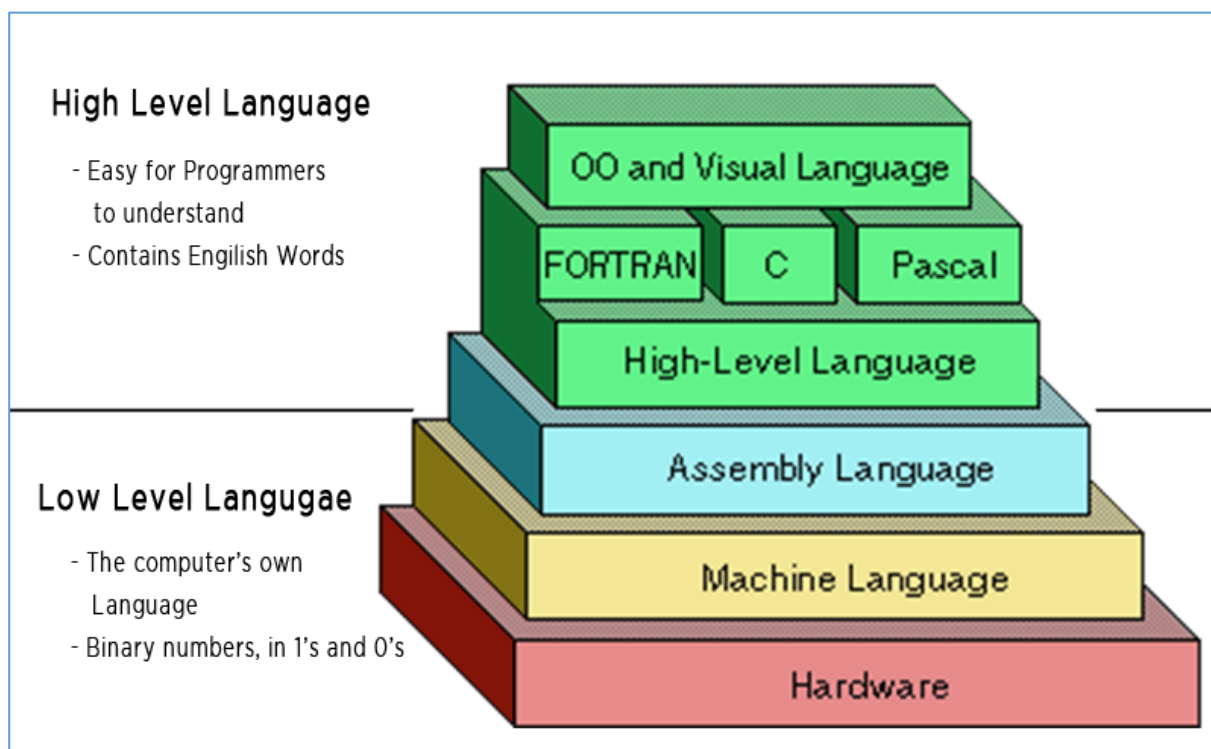 High Level Language
- Easy for Programmers
to understand
- Contains Engilish Words
OO and Visual Language
FORTRAN
C
Pascal
High-Level Language
Assembly Language
Low Level Langugae
- The computer's own
Language
- Binary numbers, in 1's and 0's
Machine Language
Hardware